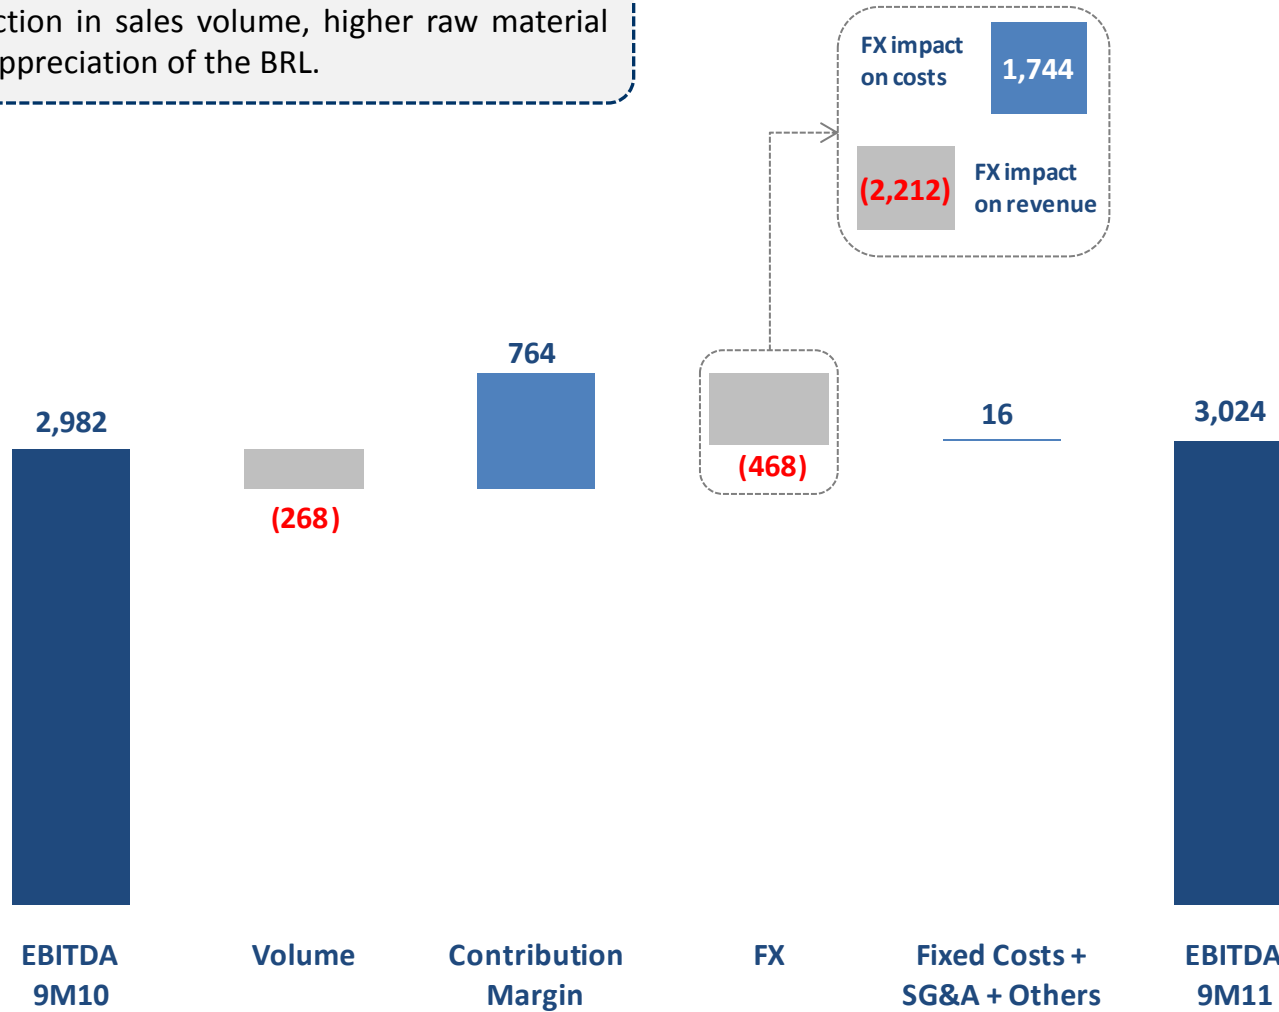 in sales volume, higher raw material
of the BRL.
FX impact
on costs
1,744
(2,212)
FX impact
on revenue
764
2,982
(268)
(468)
16
3,024
EBITDA
9M10
Volume
Contribution
Margin
FX
Fixed Costs +
SG&A + Others
EBITDA
9M11